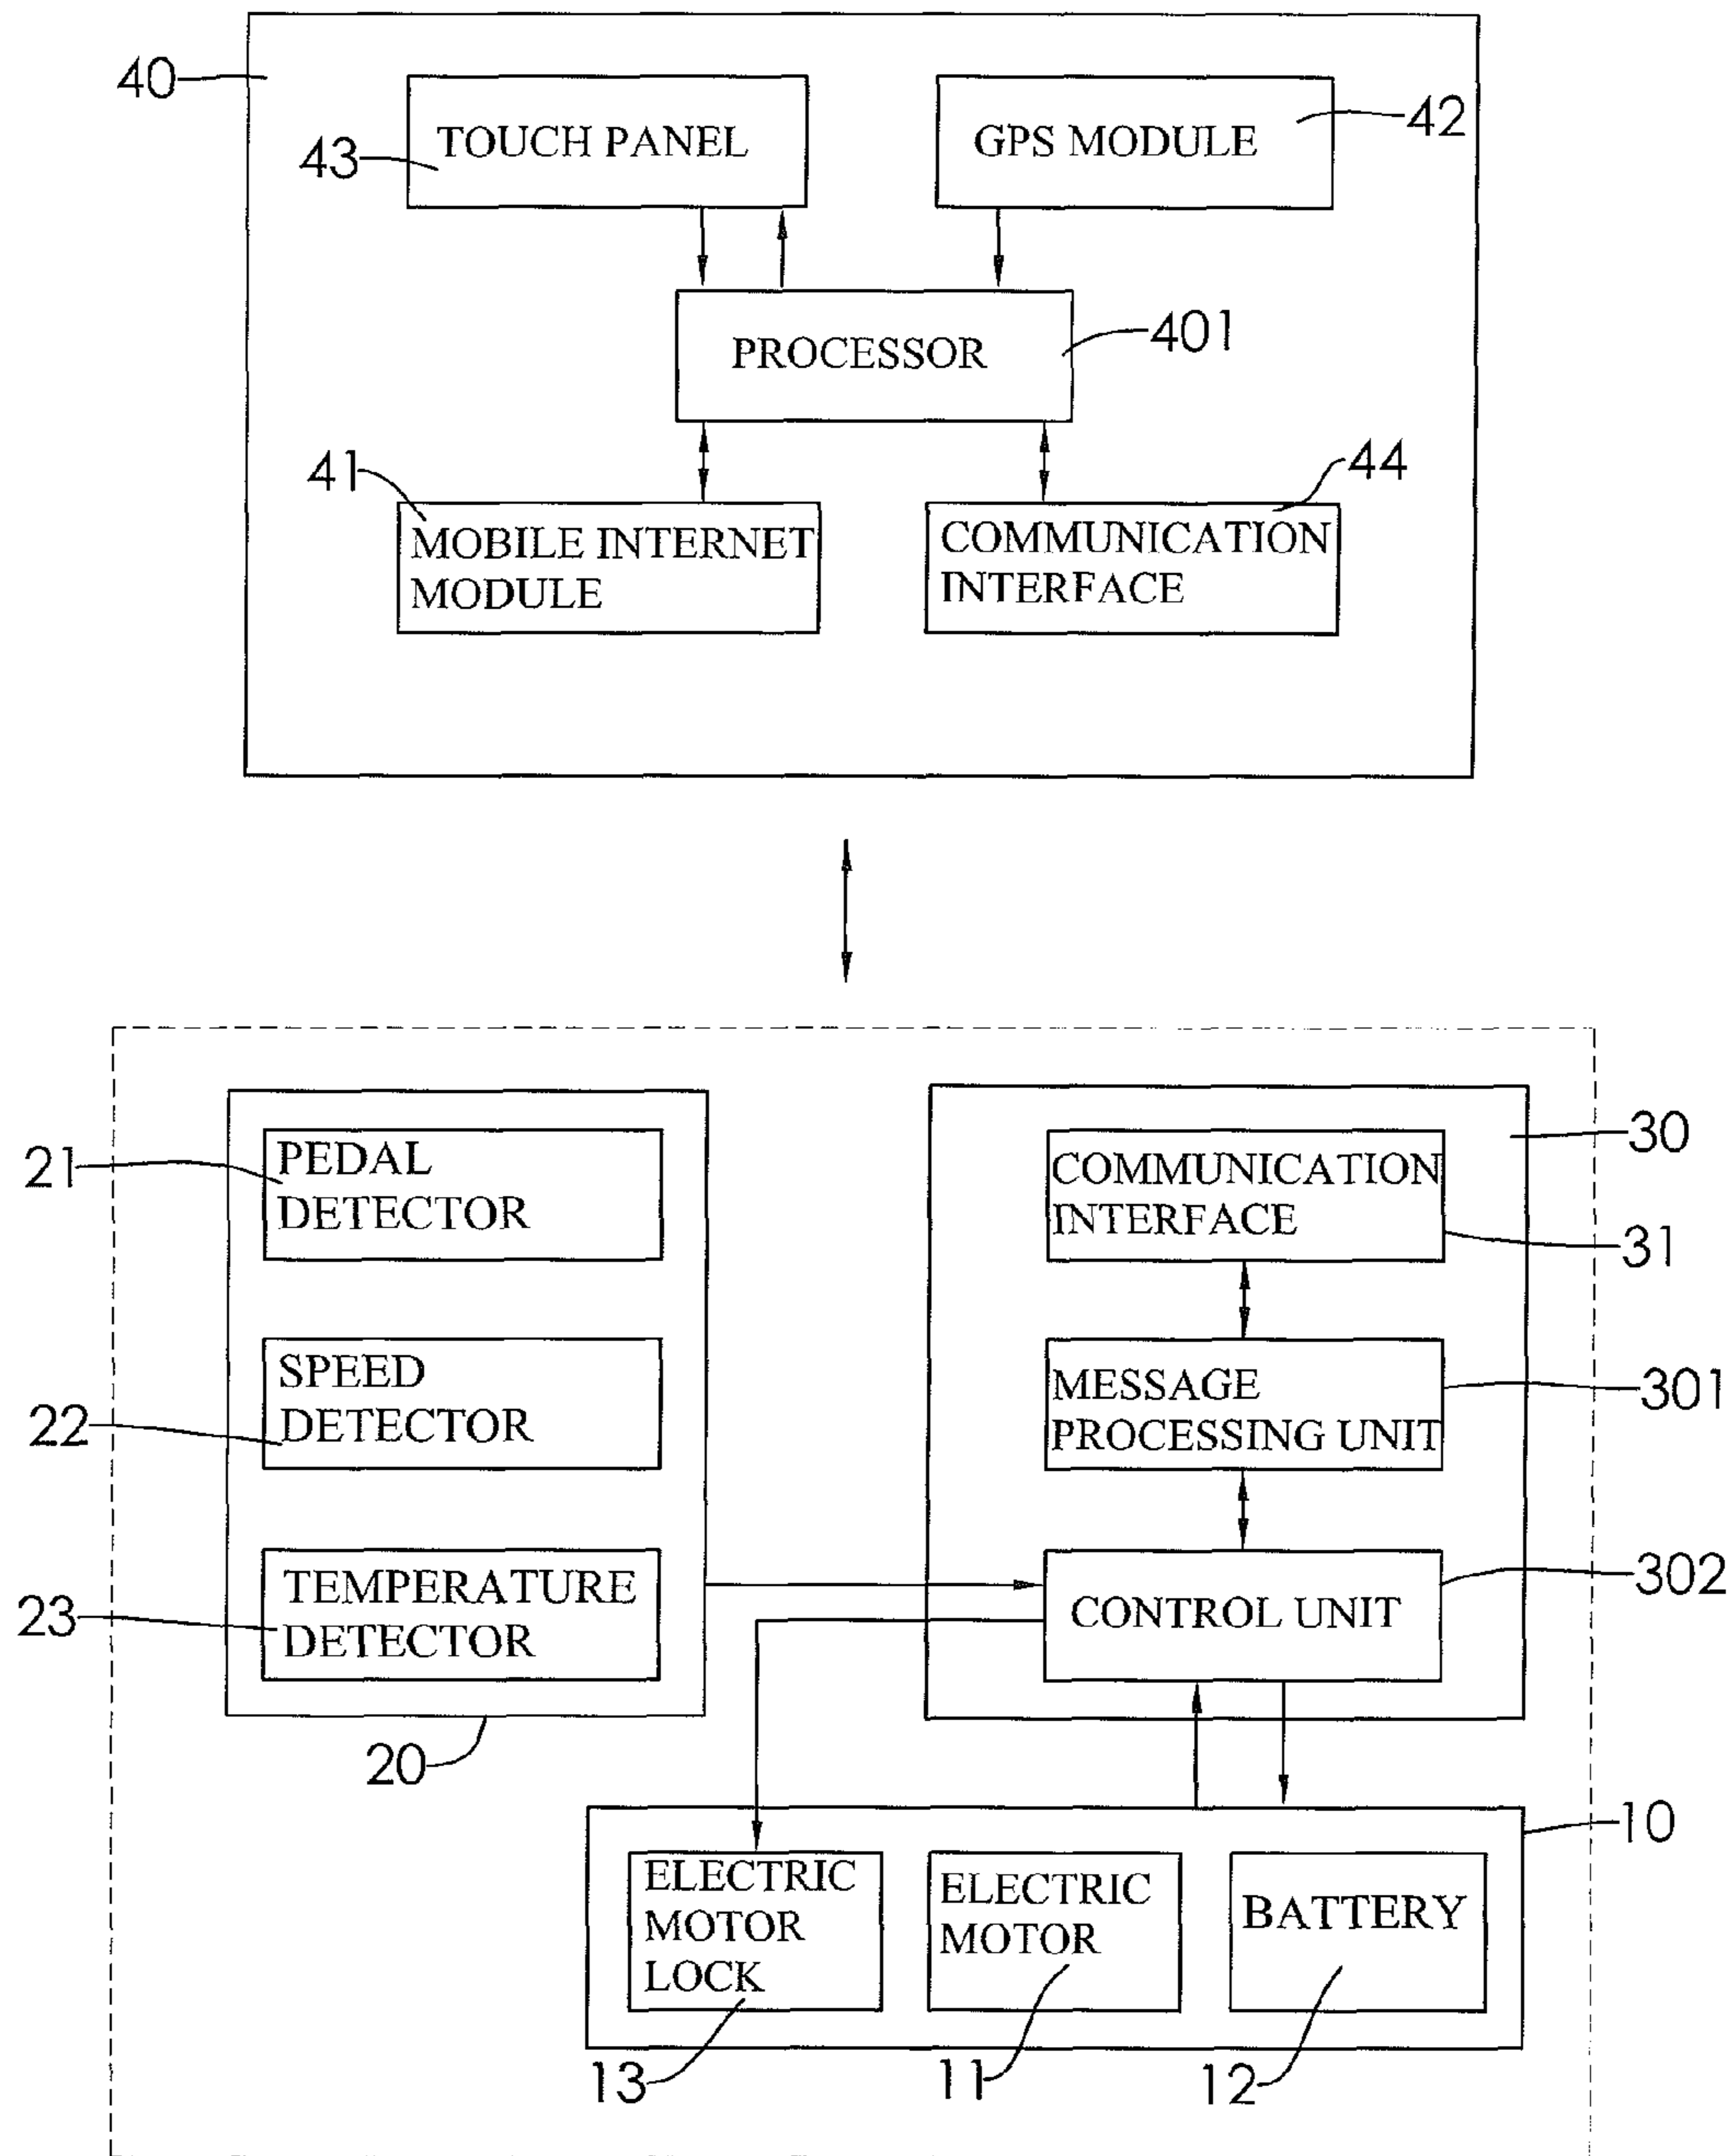 40
TOUCH PANEL
43
GPS MODULE
42
PROCESSOR
401
41
MOBILE INTERNET
MODULE
44
COMMUNICATION
INTERFACE
21
PEDAL
DETECTOR
22
SPEED
DETECTOR
23
TEMPERATURE
DETECTOR
20
30
COMMUNICATION
INTERFACE
31
MESSAGE
PROCESSING UNIT
301
CONTROL UNIT
302
10
ELECTRIC
MOTOR
LOCK
ELECTRIC
MOTOR
BATTERY
13
11
12